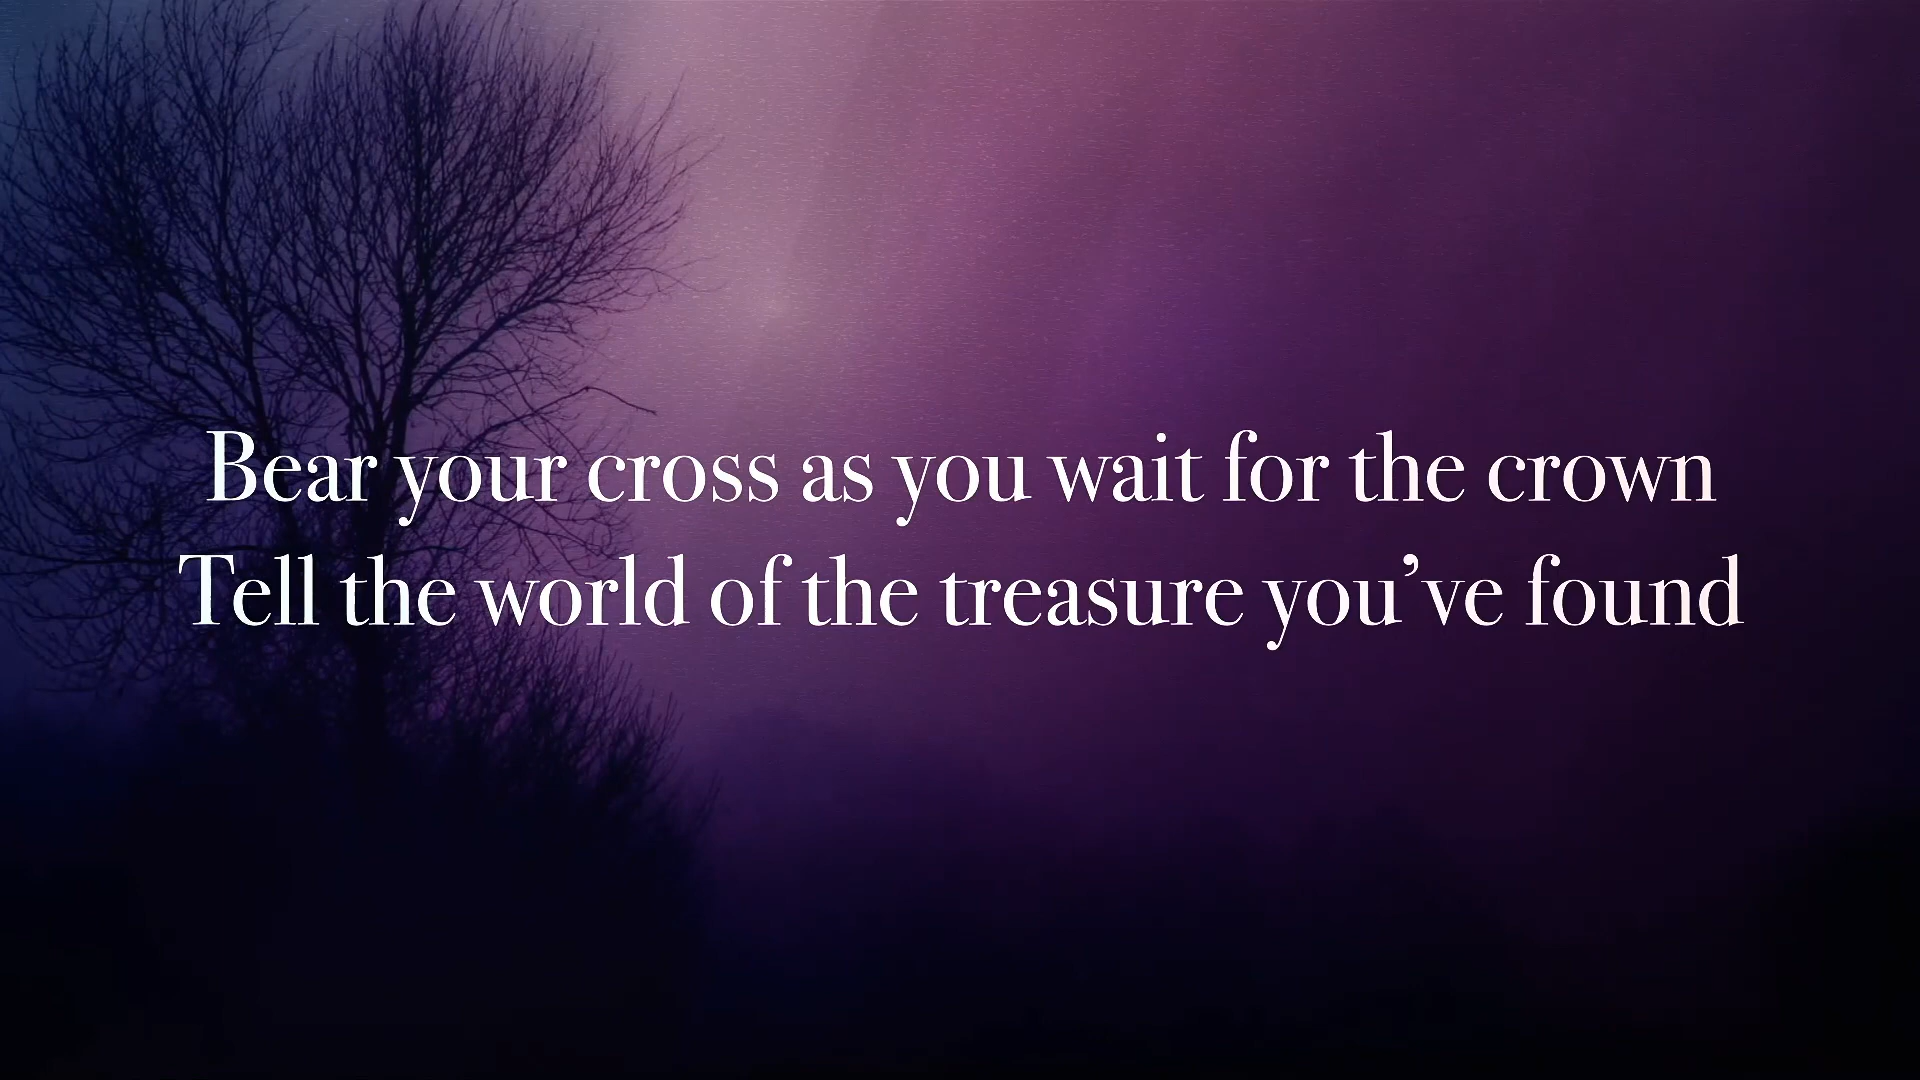 Bear your cross as you wait for the crown
Tell the world of the treasure you’ve found